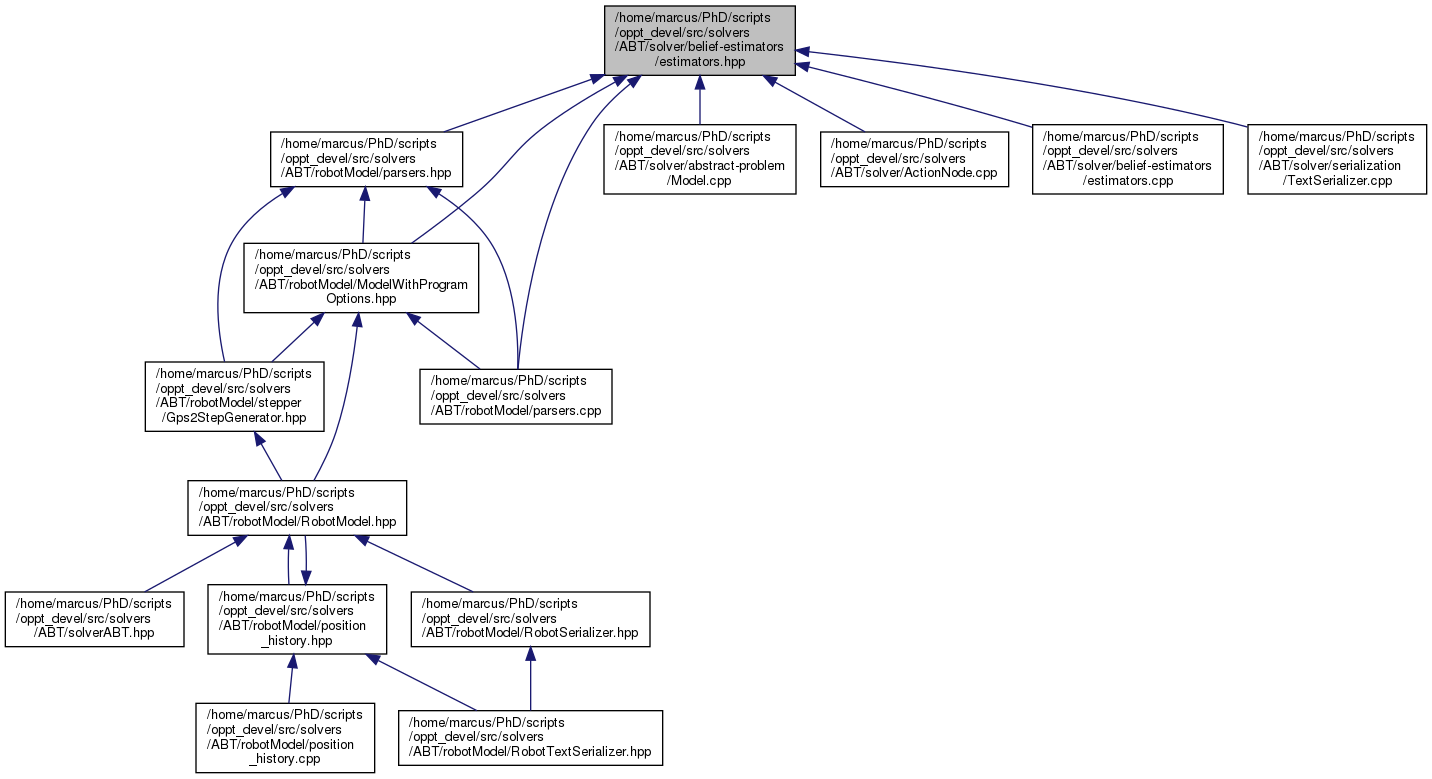 /home/marcus/PhD/scripts
/oppt_devel/src/solvers
/ABT/solver/belief-estimators
/estimators.hpp
/home/marcus/PhD/scripts
/oppt_devel/src/solvers
/ABT/robotModel/parsers.hpp
/home/marcus/PhD/scripts
/oppt_devel/src/solvers
/ABT/solver/abstract-problem
/Model.cpp
/home/marcus/PhD/scripts
/oppt_devel/src/solvers
/ABT/solver/ActionNode.cpp
/home/marcus/PhD/scripts
/oppt_devel/src/solvers
/ABT/solver/belief-estimators
/estimators.cpp
/home/marcus/PhD/scripts
/oppt_devel/src/solvers
/ABT/solver/serialization
/TextSerializer.cpp
/home/marcus/PhD/scripts
/oppt_devel/src/solvers
/ABT/robotModel/ModelWithProgram
Options.hpp
/home/marcus/PhD/scripts
/oppt_devel/src/solvers
/ABT/robotModel/stepper
/Gps2StepGenerator.hpp
/home/marcus/PhD/scripts
/oppt_devel/src/solvers
/ABT/robotModel/parsers.cpp
/home/marcus/PhD/scripts
/oppt_devel/src/solvers
/ABT/robotModel/RobotModel.hpp
/home/marcus/PhD/scripts
/oppt_devel/src/solvers
/ABT/solverABT.hpp
/home/marcus/PhD/scripts
/oppt_devel/src/solvers
/ABT/robotModel/position
_history.hpp
/home/marcus/PhD/scripts
/oppt_devel/src/solvers
/ABT/robotModel/RobotSerializer.hpp
/home/marcus/PhD/scripts
/oppt_devel/src/solvers
/ABT/robotModel/position
_history.cpp
/home/marcus/PhD/scripts
/oppt_devel/src/solvers
/ABT/robotModel/RobotTextSerializer.hpp